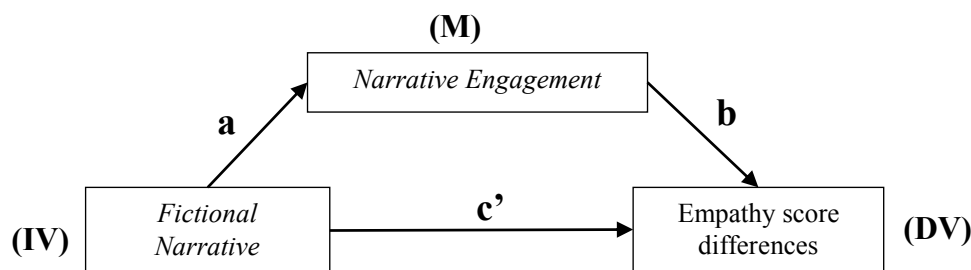 (M)
Narrative Engagement
a
b
(IV)
Fictional
Narrative
c’
Empathy score
differences
(DV)